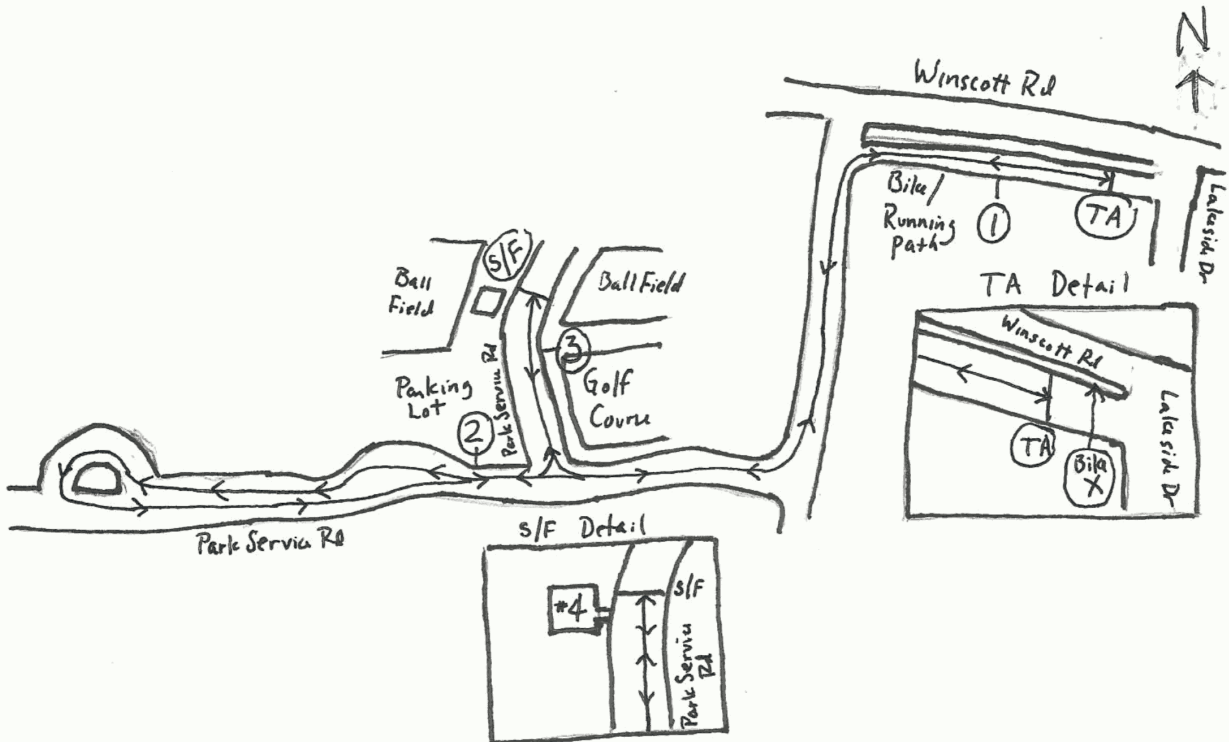 N
Winscott Rd
Bike/
Running
Path
1
TA
Lakeside Dr
S/F
Ball
Field
Ball Field
3
Golf
Course
Park Service Rd
Parking
Lot
2
Park Service Rd
TA Detail
Winscott Rd
TA
Bike
X
Lakeside Dr
S/F Detail
#4
S/F
Park Service
Rd